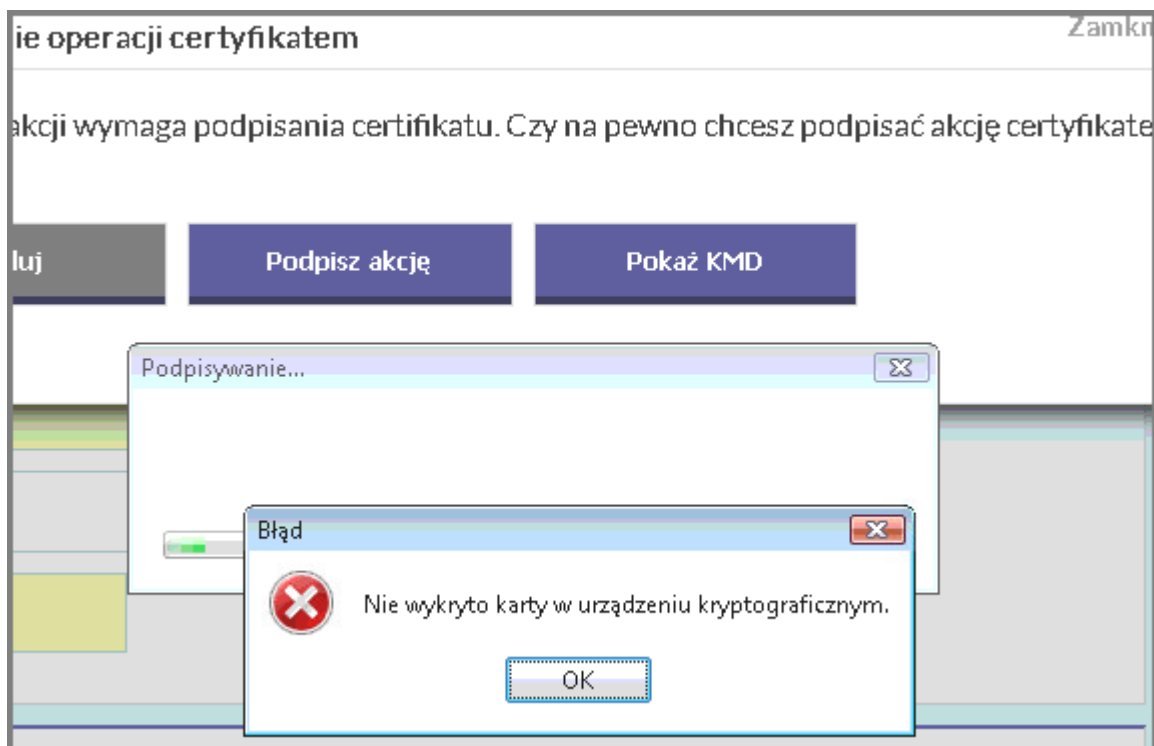 ie operacji certyfikatem
Zamkn
akcji wymaga podpisania certifikatu. Czy na pewno chcesz podpisać akcję certyfikate
luj
Podpisz akcję
Pokaż KMD
Podpisywanie...
Błąd
Nie wykryto karty w urządzeniu kryptograficznym.
OK